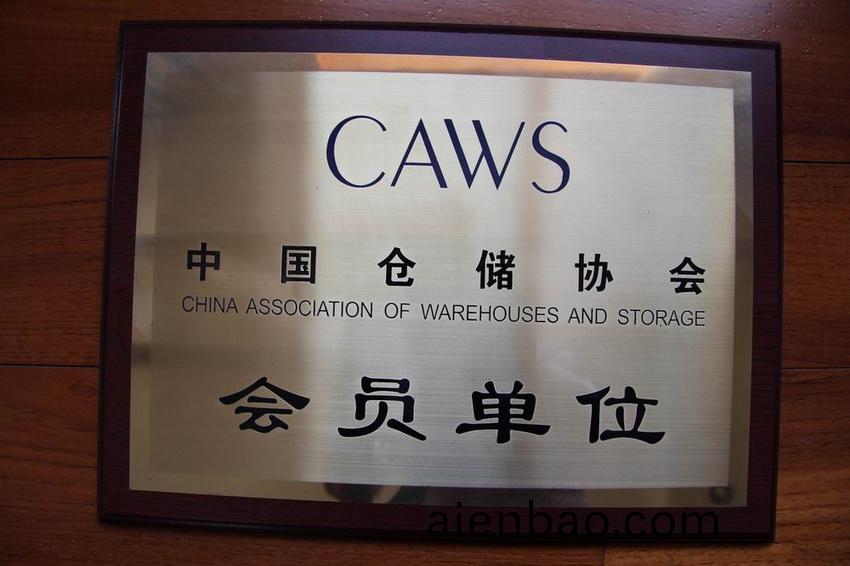 CAWS
中国仓储协会
CHINA ASSOCIATION OF WAREHOUSES AND STORAGE
会员单位
aienbao.com